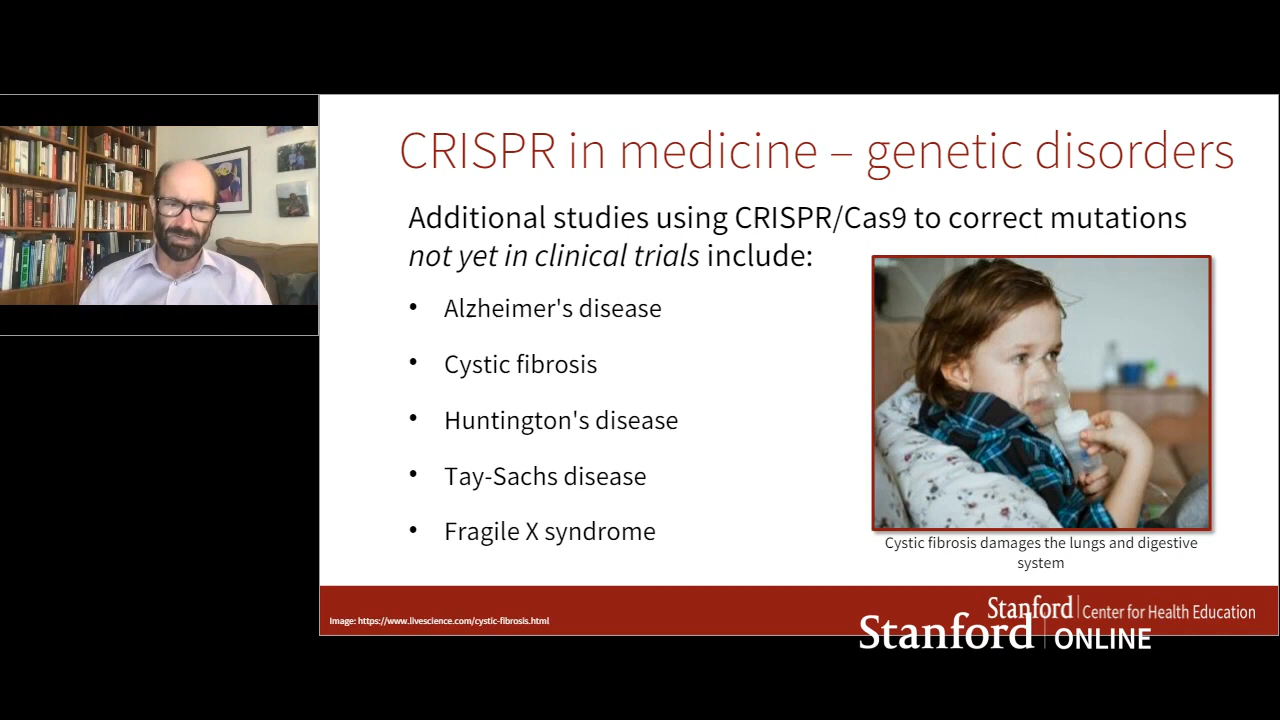 CRISPR in medicine – genetic disorders
Additional studies using CRISPR/Cas9 to correct mutations
not yet in clinical trials include:
• Alzheimer's disease
• Cystic fibrosis
• Huntington's disease
• Tay-Sachs disease
• Fragile X syndrome
Cystic fibrosis damages the lungs and digestive
system
Image: https://www.livescience.com/cystic-fibrosis.html
Stanford | Center for Health Education
Stanford | ONLINE